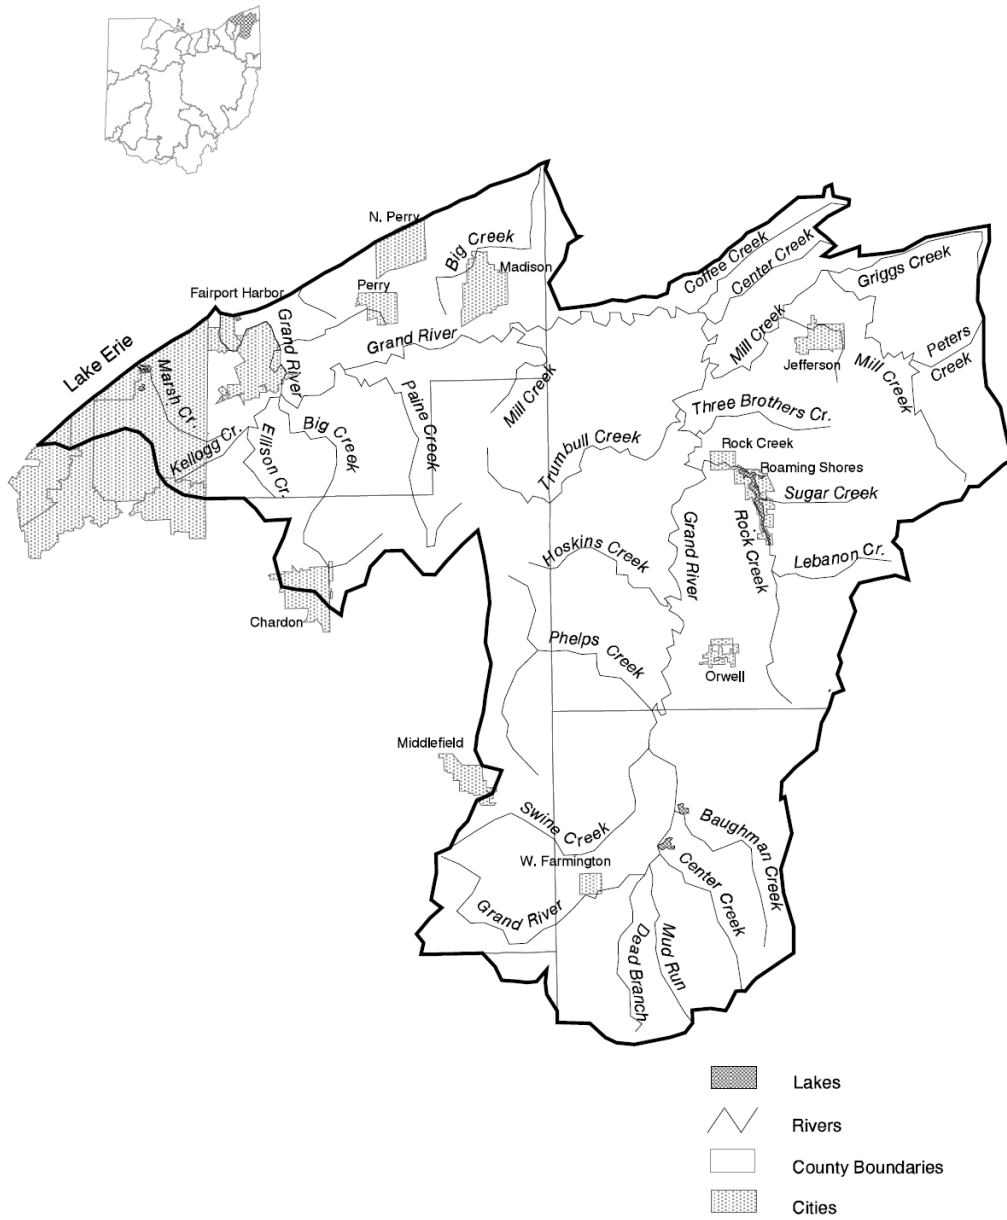 N. Perry
Big Creek
Madison
Coffee Creek
Center Creek
Griggs Creek
Fairport Harbor
Perry
Grand River
Grand River
Lake Erie
Marsh Cr.
Mill Creek
Jefferson
Mill Creek
Peters Creek
Mill Creek
Paine Creek
Three Brothers Cr.
Kellogg Cr.
Ellison Cr.
Big Creek
Trumbull Creek
Rock Creek
Roaming Shores
Sugar Creek
Rock Creek
Grand River
Hoskins Creek
Lebanon Cr.
Chardon
Phelps Creek
Orwell
Middlefield
Swine Creek
Baughman Creek
W. Farmington
Center Creek
Grand River
Dead Branch
Mud Run
Lakes
Rivers
County Boundaries
Cities